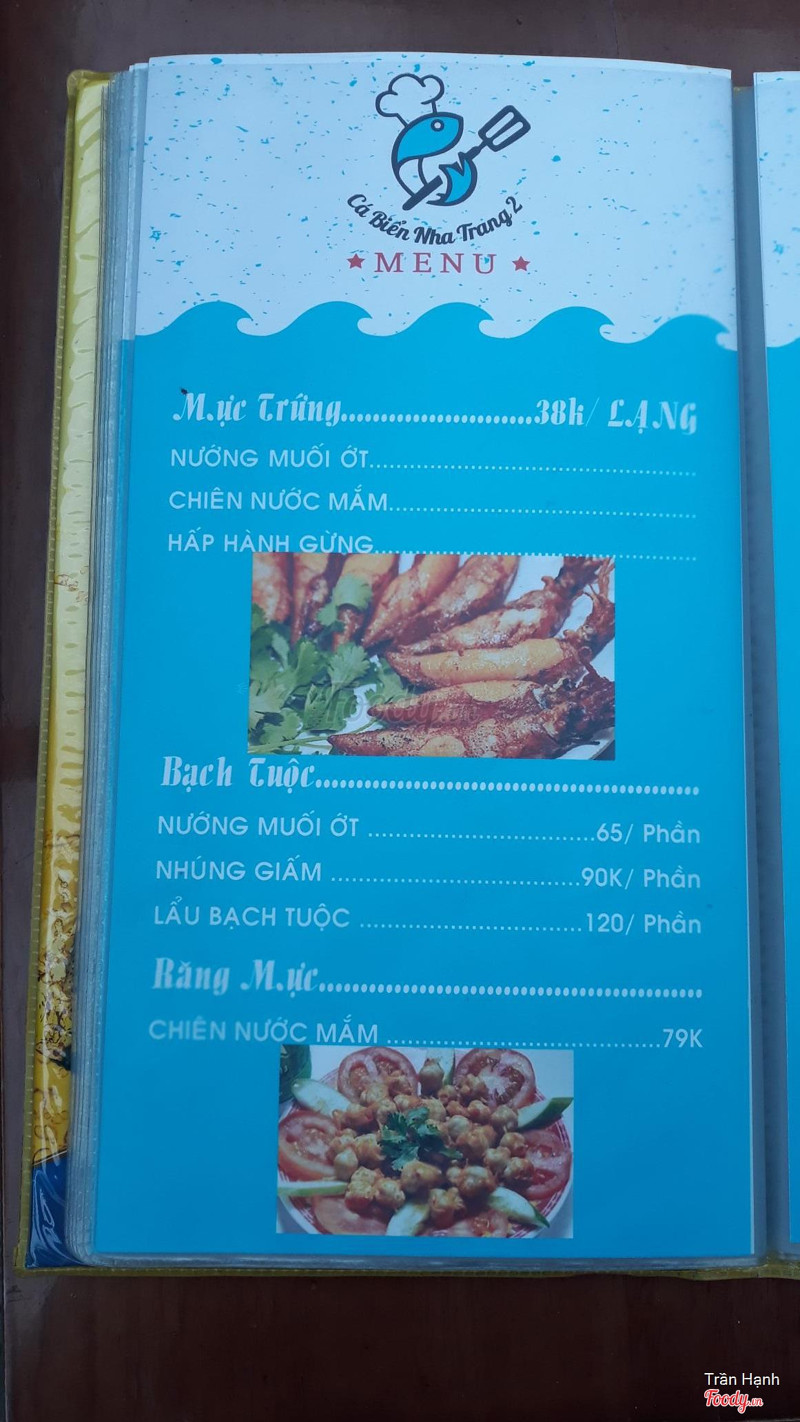 Cá Biển Nha Trang 2
MENU
Mực Trứng..........................38k/ LẠNG
NƯỚNG MUỐI ỚT..........................................
CHIÊN NƯỚC MẮM.......................................
HẤP HÀNH GỪNG.........................................
Foody.vn
Bạch Tuộc...................................................
NƯỚNG MUỐI ỚT .............................65/ Phần
NHÚNG GIẤM ................................90K/ Phần
LẨU BẠCH TUỘC .............................120/ Phần
Răng Mực...................................................
CHIÊN NƯỚC MẮM ...................................79K
Trần Hạnh
Foody.vn